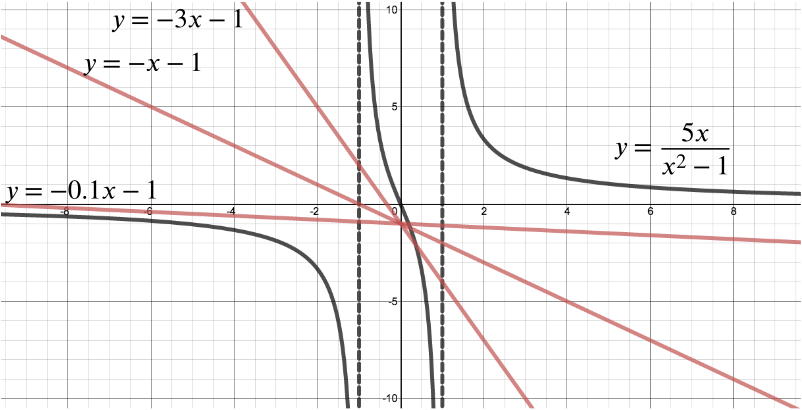 y = −3x − 1
y = −x − 1
y = −0.1x − 1
y = 5x / (x² − 1)
10
5
-8 -6 -4 -2 0 2 4 6 8
-5
-10